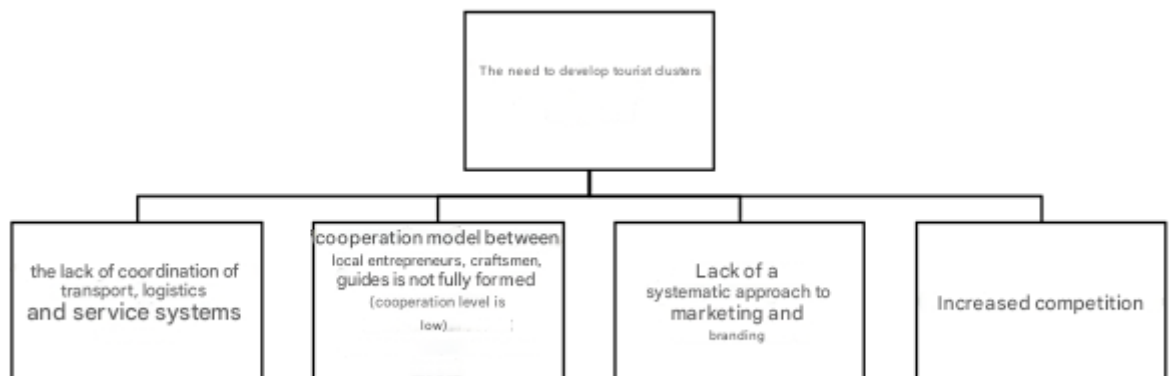 The need to develop tourist clusters
the lack of coordination of
transport, logistics
and service systems
cooperation model between
local entrepreneurs, craftsmen,
guides is not fully formed
(cooperation level is
low)
Lack of a
systematic approach to
marketing and
branding
Increased competition